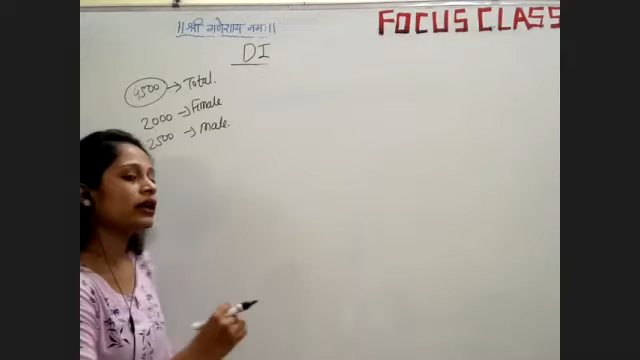 ||श्री गणेशाय नमः||
FOCUS CLASS
DI
4500 → Total.
2000 → Female
2500 → Male.